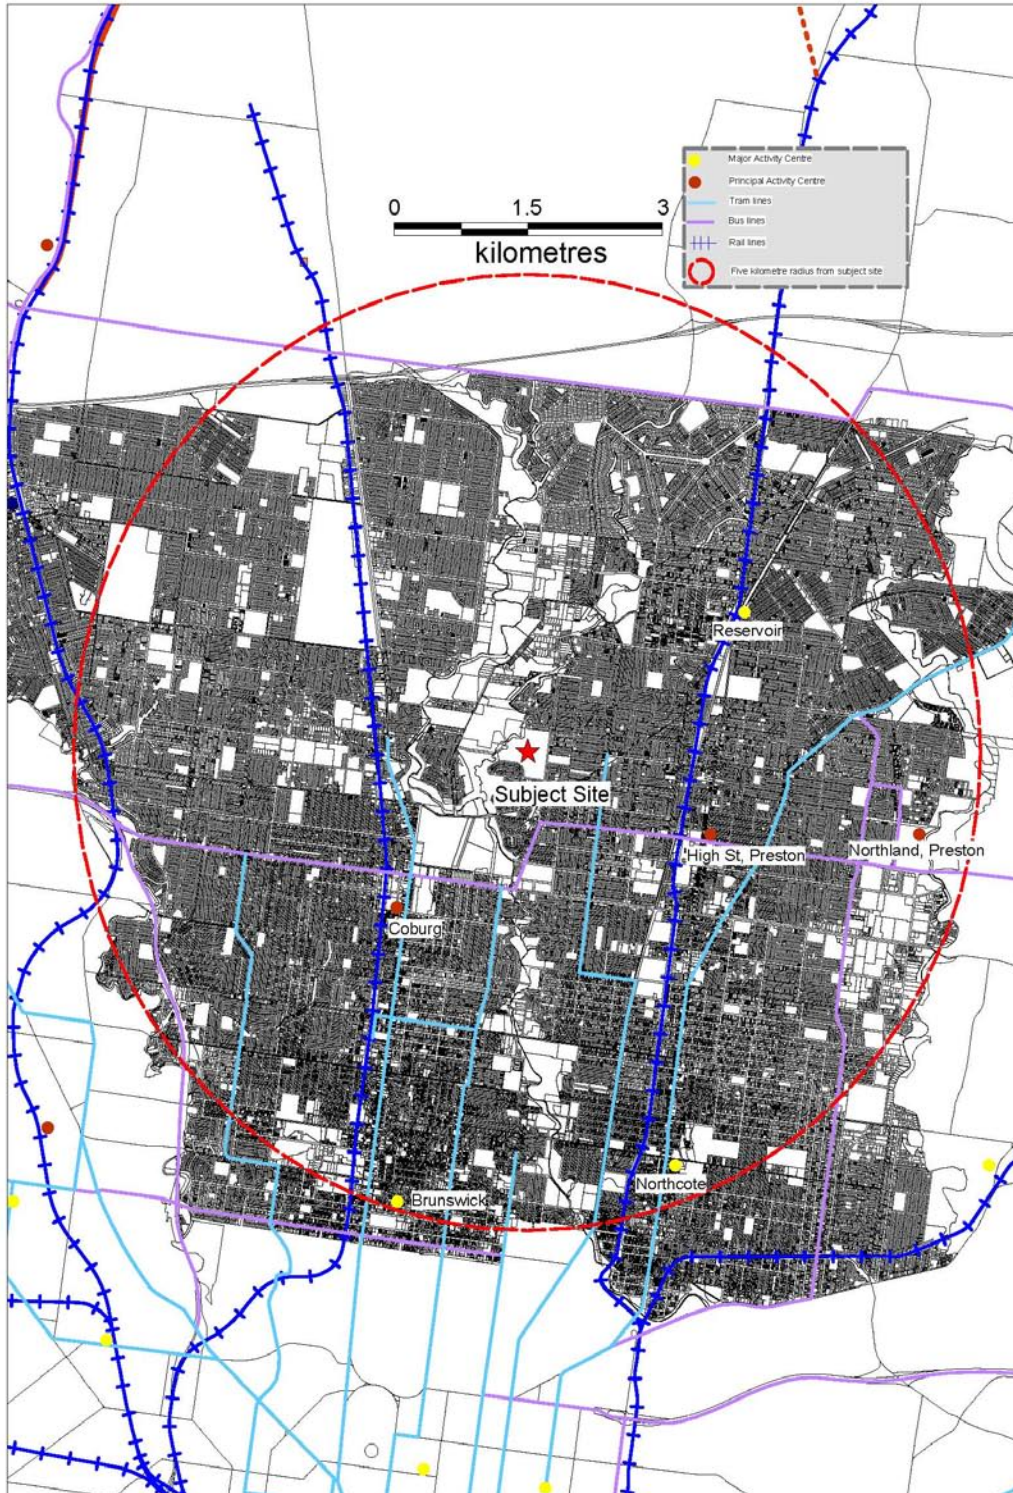 Major Activity Centre
Principal Activity Centre
Tram lines
Bus lines
Rail lines
Five kilometre radius from subject site
0 1.5 3
kilometres
Reservoir
Subject Site
High St, Preston
Northland, Preston
Coburg
Northcote
Brunswick